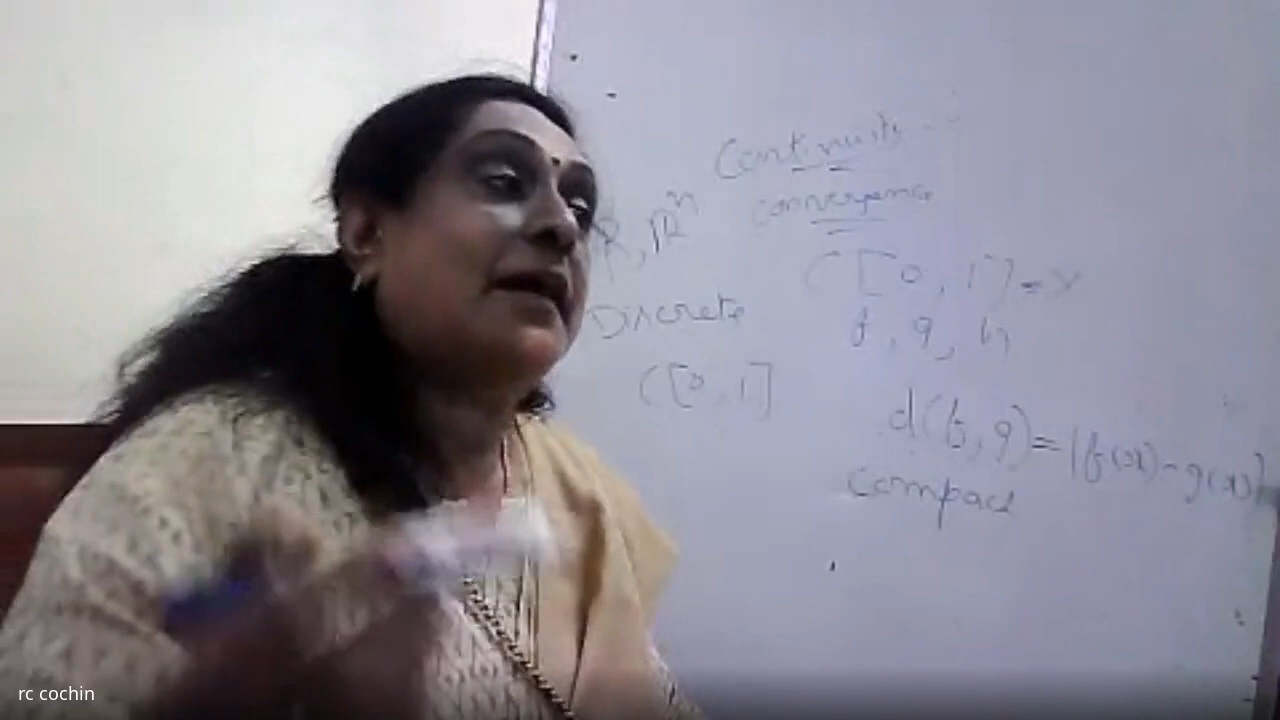 Continuity
convergence
R, R^n
C[0, 1] = X
Discrete
f, g, h
C[0, 1]
d(f, g) = |f(x) - g(x)|
Compact
rc cochin